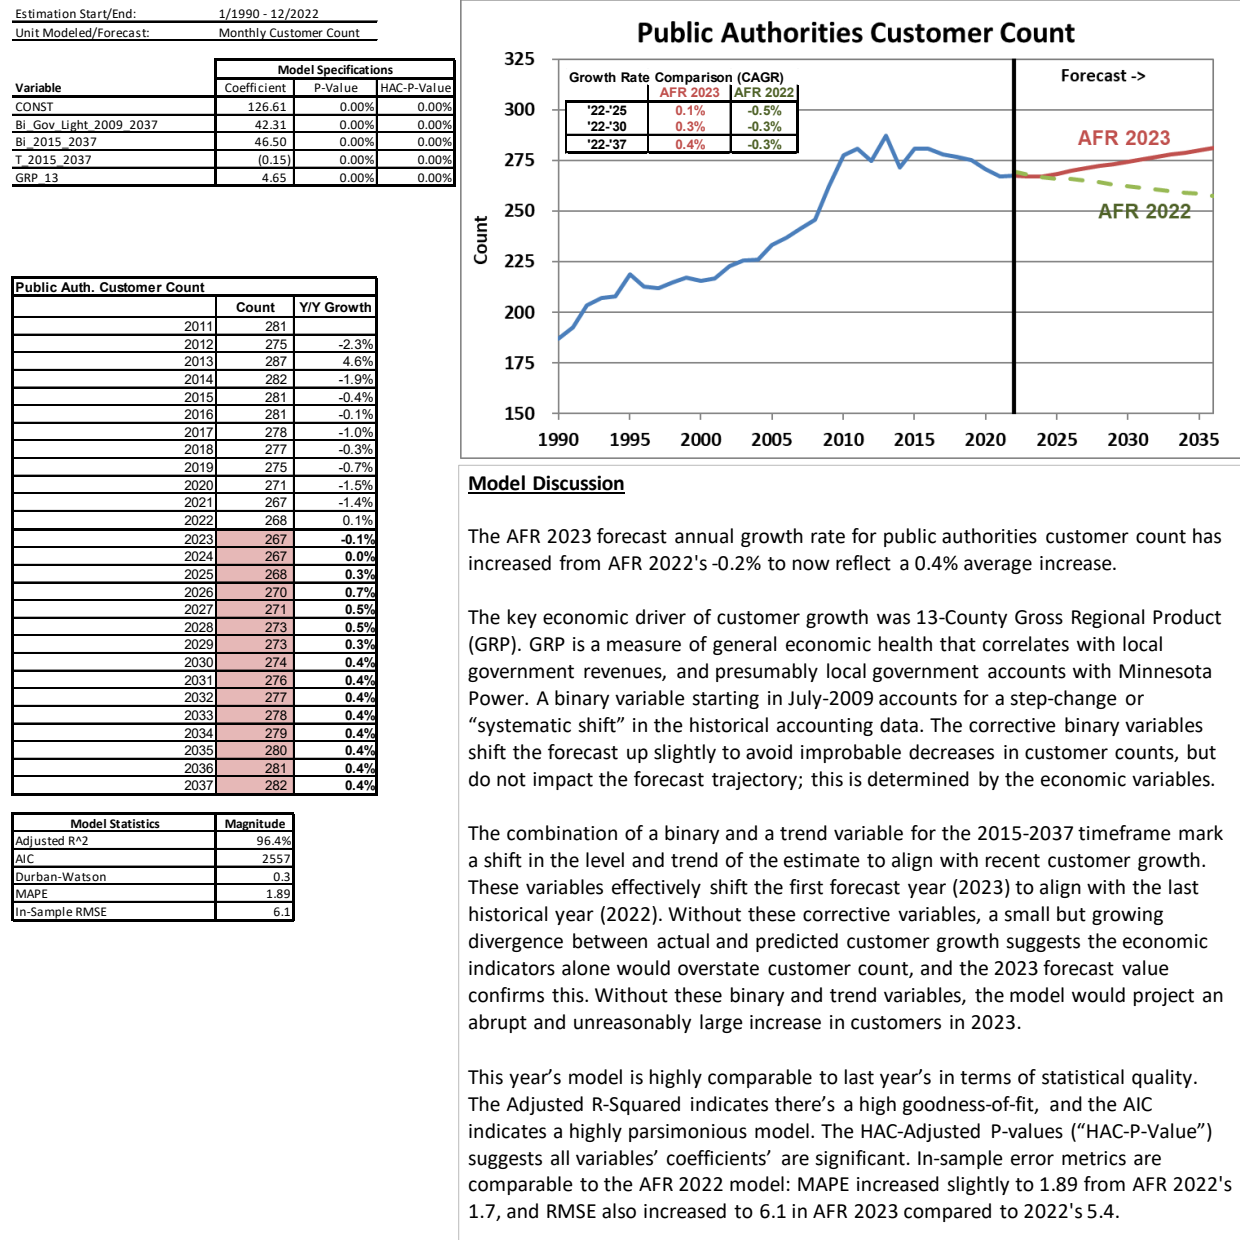 Estimation Start/End: 1/1990 - 12/2022
Unit Modeled/Forecast: Monthly Customer Count
Model Specifications
Variable Coefficient P-Value HAC-P-Value
CONST 126.61 0.00% 0.00%
Bi_Gov_Light_2009_2037 42.31 0.00% 0.00%
Bi_2015_2037 46.50 0.00% 0.00%
T_2015_2037 (0.15) 0.00% 0.00%
GRP_13 4.65 0.00% 0.00%
Public Auth. Customer Count
Count Y/Y Growth
2011 281
2012 275 -2.3%
2013 287 4.6%
2014 282 -1.9%
2015 281 -0.4%
2016 281 -0.1%
2017 278 -1.0%
2018 277 -0.3%
2019 275 -0.7%
2020 271 -1.5%
2021 267 -1.4%
2022 268 0.1%
2023 267 -0.1%
2024 267 0.0%
2025 268 0.3%
2026 270 0.7%
2027 271 0.5%
2028 273 0.5%
2029 273 0.3%
2030 274 0.4%
2031 276 0.4%
2032 277 0.4%
2033 278 0.4%
2034 279 0.4%
2035 280 0.4%
2036 281 0.4%
2037 282 0.4%
Model Statistics Magnitude
Adjusted R^2 96.4%
AIC 2557
Durban-Watson 0.3
MAPE 1.89
In-Sample RMSE 6.1
Public Authorities Customer Count
Growth Rate Comparison (CAGR)
AFR 2023 AFR 2022
'22-'25 0.1% -0.5%
'22-'30 0.3% -0.3%
'22-'37 0.4% -0.3%
Forecast ->
AFR 2023
AFR 2022
Count
325
300
275
250
225
200
175
150
1990 1995 2000 2005 2010 2015 2020 2025 2030 2035
Model Discussion
The AFR 2023 forecast annual growth rate for public authorities customer count has
increased from AFR 2022's -0.2% to now reflect a 0.4% average increase.
The key economic driver of customer growth was 13-County Gross Regional Product
(GRP). GRP is a measure of general economic health that correlates with local
government revenues, and presumably local government accounts with Minnesota
Power. A binary variable starting in July-2009 accounts for a step-change or
“systematic shift” in the historical accounting data. The corrective binary variables
shift the forecast up slightly to avoid improbable decreases in customer counts, but
do not impact the forecast trajectory; this is determined by the economic variables.
The combination of a binary and a trend variable for the 2015-2037 timeframe mark
a shift in the level and trend of the estimate to align with recent customer growth.
These variables effectively shift the first forecast year (2023) to align with the last
historical year (2022). Without these corrective variables, a small but growing
divergence between actual and predicted customer growth suggests the economic
indicators alone would overstate customer count, and the 2023 forecast value
confirms this. Without these binary and trend variables, the model would project an
abrupt and unreasonably large increase in customers in 2023.
This year’s model is highly comparable to last year’s in terms of statistical quality.
The Adjusted R-Squared indicates there’s a high goodness-of-fit, and the AIC
indicates a highly parsimonious model. The HAC-Adjusted P-values (“HAC-P-Value”)
suggests all variables’ coefficients’ are significant. In-sample error metrics are
comparable to the AFR 2022 model: MAPE increased slightly to 1.89 from AFR 2022's
1.7, and RMSE also increased to 6.1 in AFR 2023 compared to 2022's 5.4.